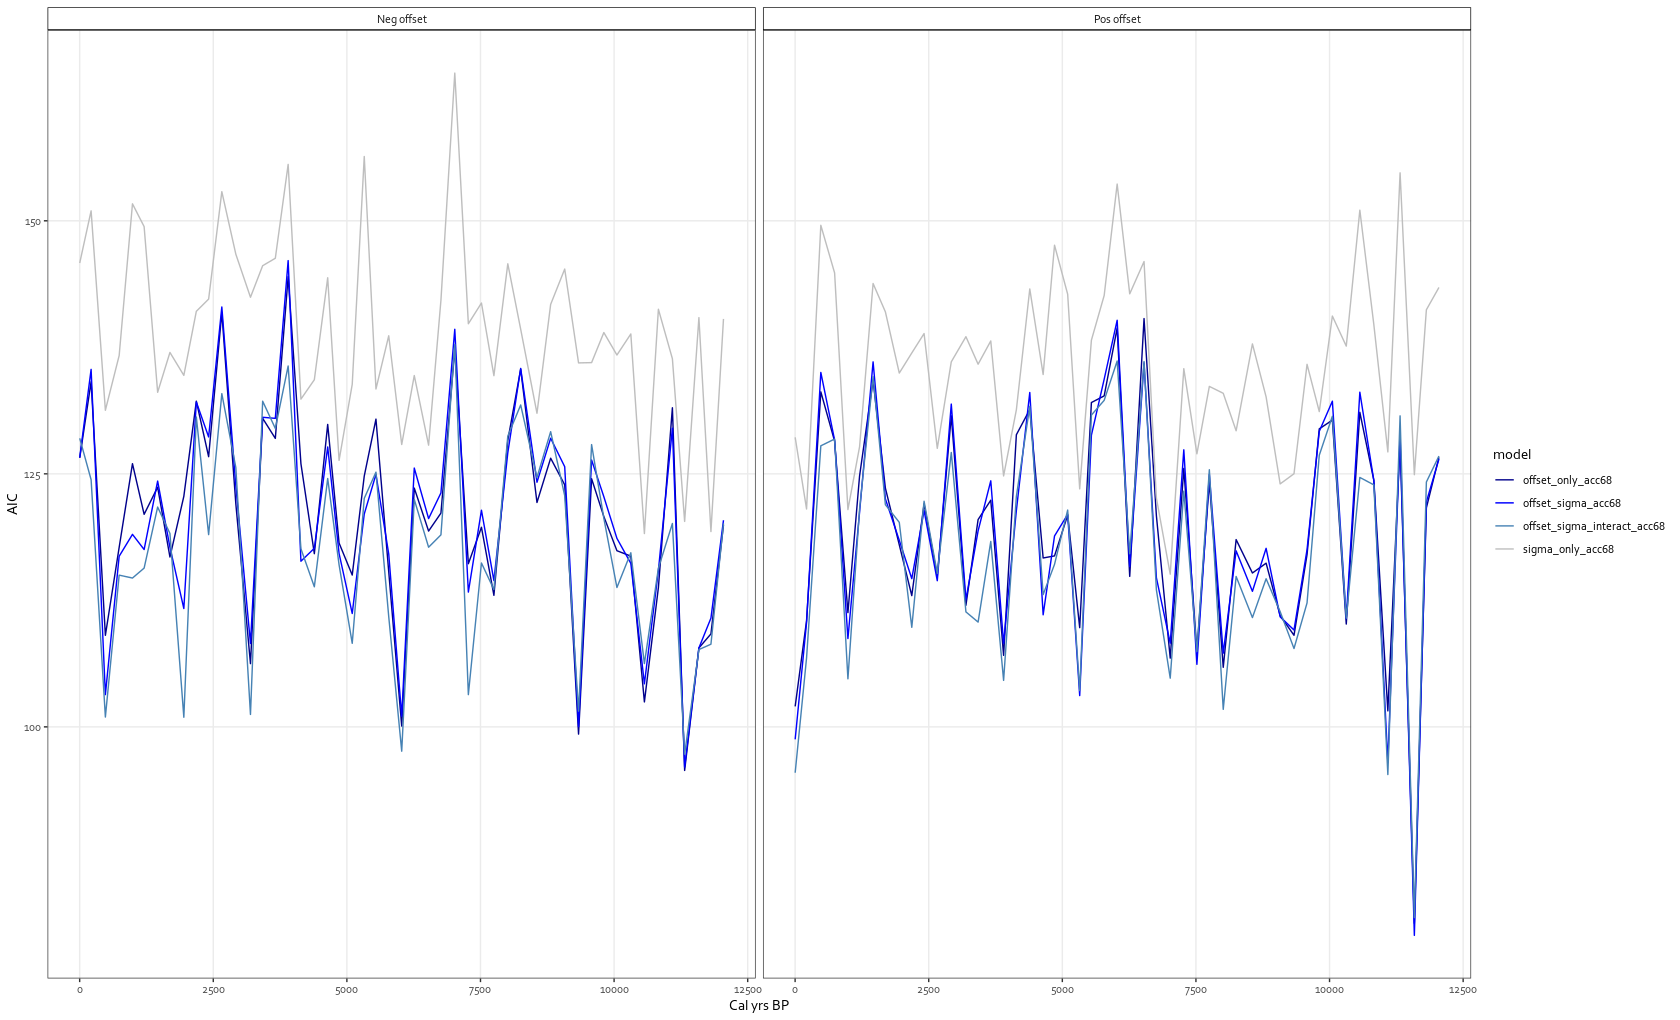 Neg offset
Pos offset
AIC
150
125
100
0
2500
5000
7500
10000
12500
0
2500
5000
7500
10000
12500
Cal yrs BP
model
offset_only_acc68
offset_sigma_acc68
offset_sigma_interact_acc68
sigma_only_acc68